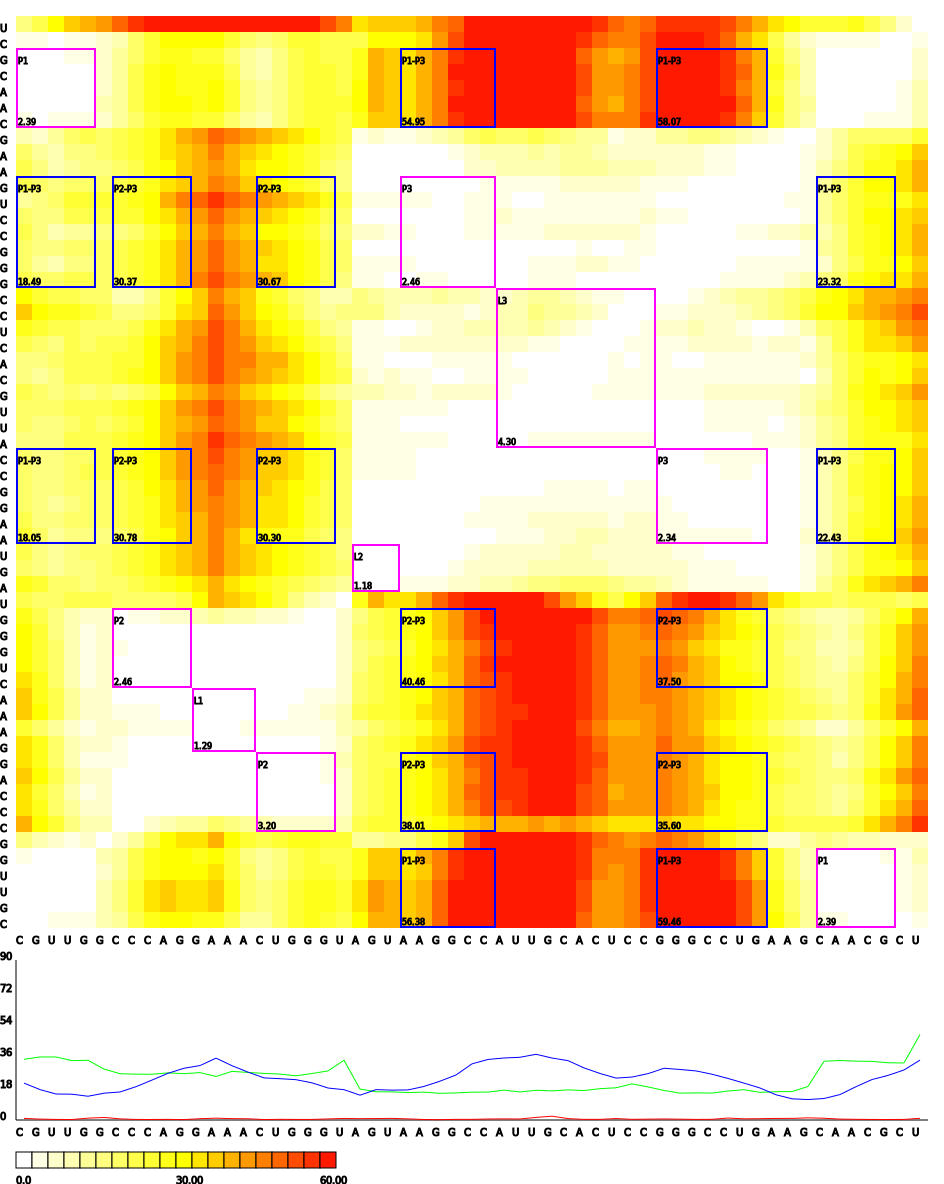 U
C
G P1 P1-P3 P1-P3
C
A
A
C 2.39 54.95 58.07
G
A
A
G P1-P3 P2-P3 P2-P3 P3 P1-P3
U
C
C
G
G
G 18.49 30.37 30.67 2.46 23.32
C L3
C
U
C
A
C
G
U
U
A 4.30
C P1-P3 P2-P3 P2-P3 P3 P1-P3
C
G
G
A
A 18.05 30.78 30.30 2.34 22.43
U L2
G
A 1.18
U
G P2 P2-P3 P2-P3
G
G
U
C 2.46 40.46 37.50
A L1
A
A
G 1.29
G P2 P2-P3 P2-P3
A
C
C
C 3.20 38.01 35.60
G
G P1-P3 P1-P3 P1
U
U
G
C 56.38 59.46 2.39
C G U U G G C C C A G G A A A C U G G G U A G U A A G G C C A U U G C A C U C C G G G C C U G A A G C A A C G C U
90
72
54
36
18
0
C G U U G G C C C A G G A A A C U G G G U A G U A A G G C C A U U G C A C U C C G G G C C U G A A G C A A C G C U
0.0 30.00 60.00